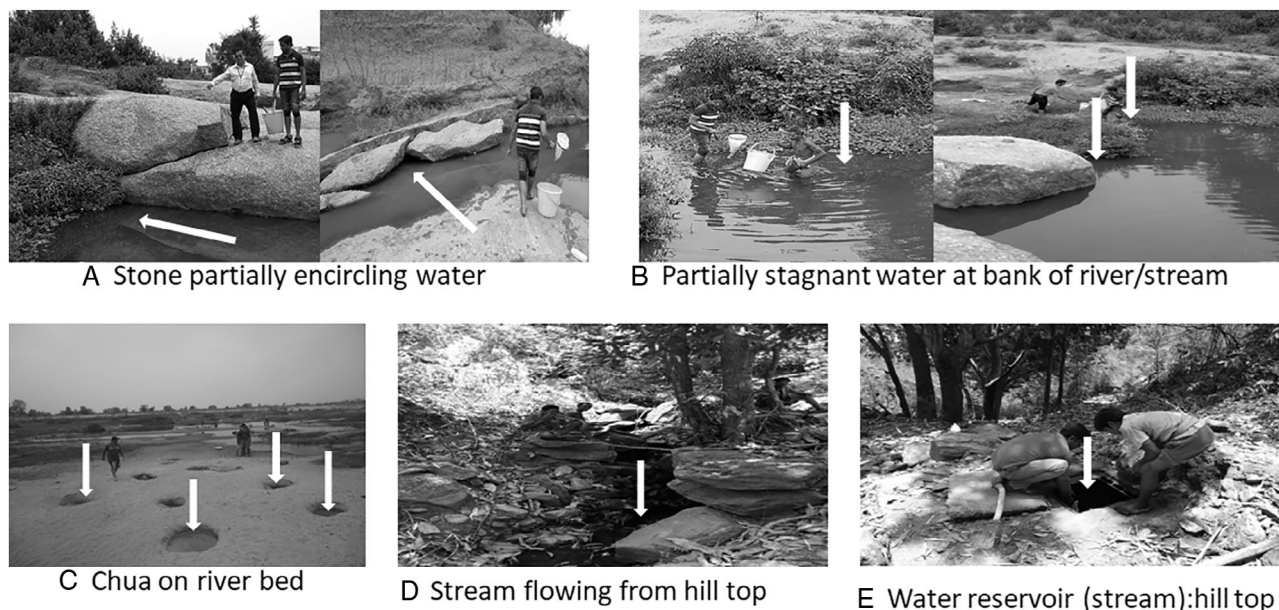 A Stone partially encircling water
B Partially stagnant water at bank of river/stream
C Chua on river bed
D Stream flowing from hill top
E Water reservoir (stream):hill top